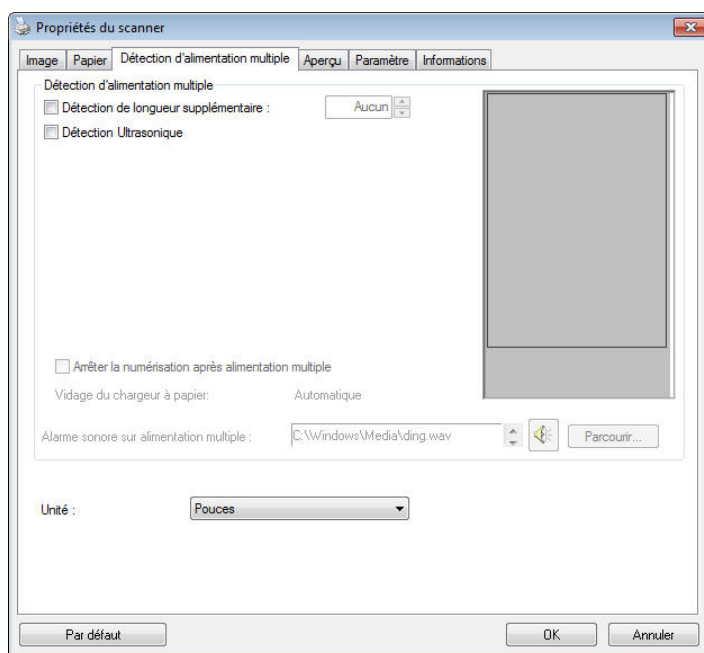 Propriétés du scanner
Image Papier Détection d'alimentation multiple Aperçu Paramètre Informations
Détection d'alimentation multiple
Détection de longueur supplémentaire : Aucun
Détection Ultrasonique
Arrêter la numérisation après alimentation multiple
Vidage du chargeur à papier: Automatique
Alarme sonore sur alimentation multiple : C:\Windows\Media\ding.wav Parcourir...
Unité : Pouces
Par défaut OK Annuler